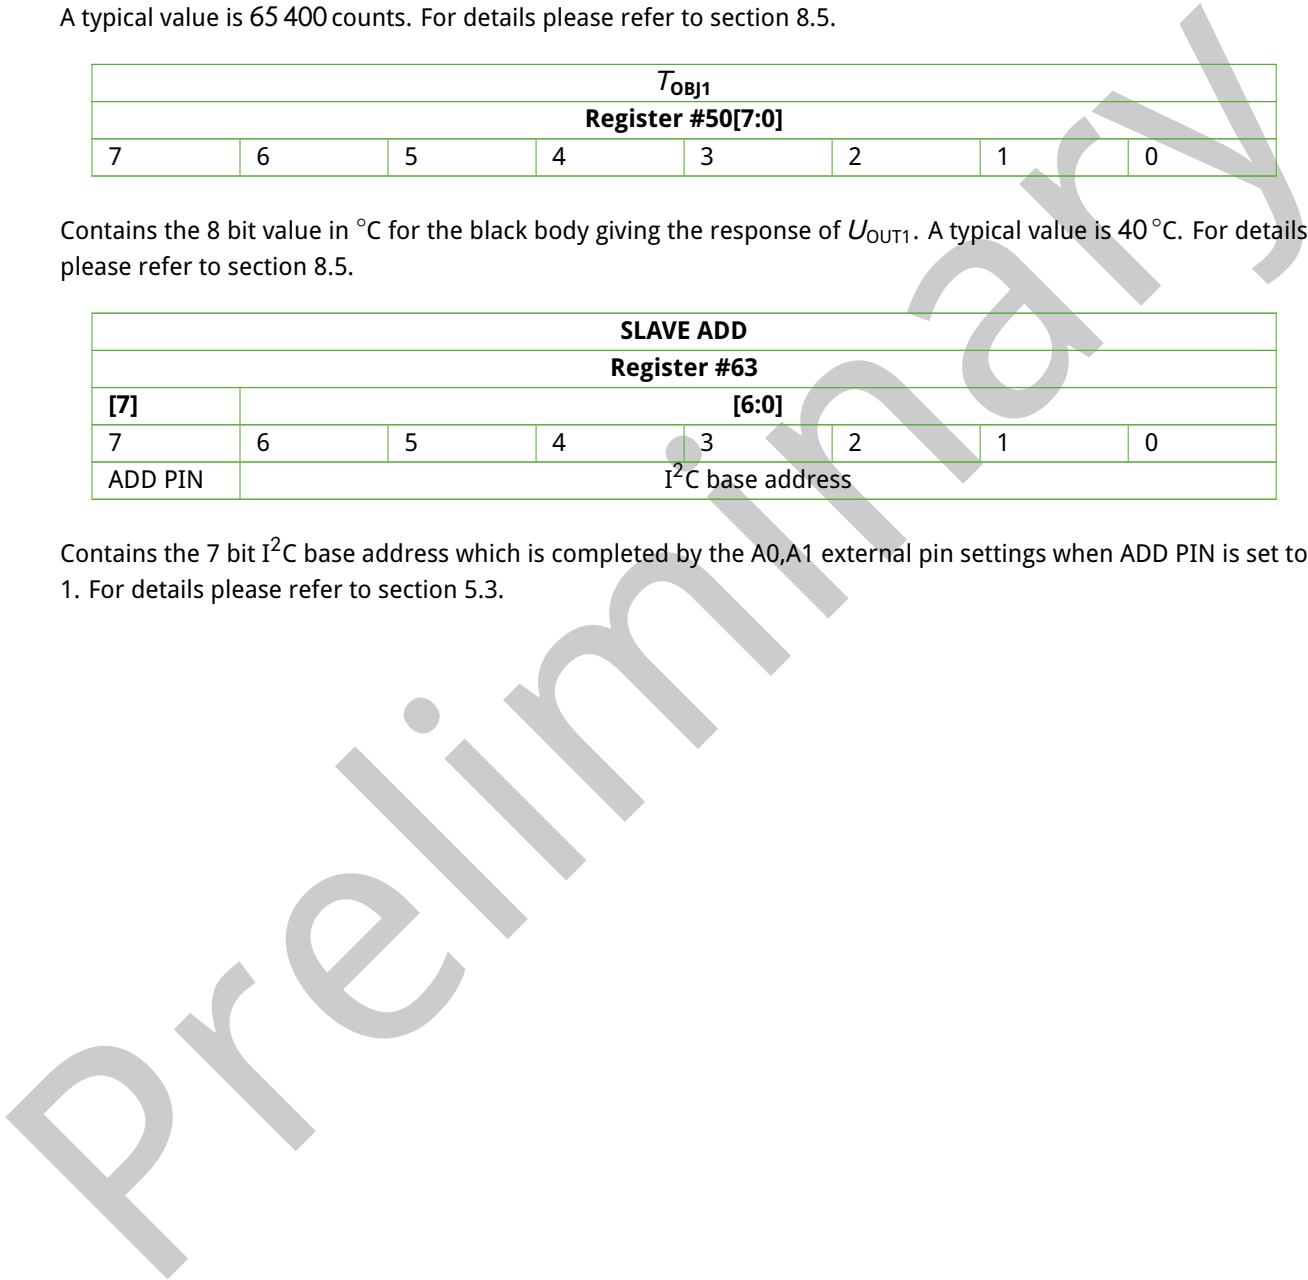 A typical value is 65 400 counts. For details please refer to section 8.5.
T_OBJ1
Register #50[7:0]
7 6 5 4 3 2 1 0
Contains the 8 bit value in °C for the black body giving the response of U_OUT1. A typical value is 40 °C. For details
please refer to section 8.5.
SLAVE ADD
Register #63
[7] [6:0]
7 6 5 4 3 2 1 0
ADD PIN I²C base address
Contains the 7 bit I²C base address which is completed by the A0,A1 external pin settings when ADD PIN is set to
1. For details please refer to section 5.3.
Preliminary